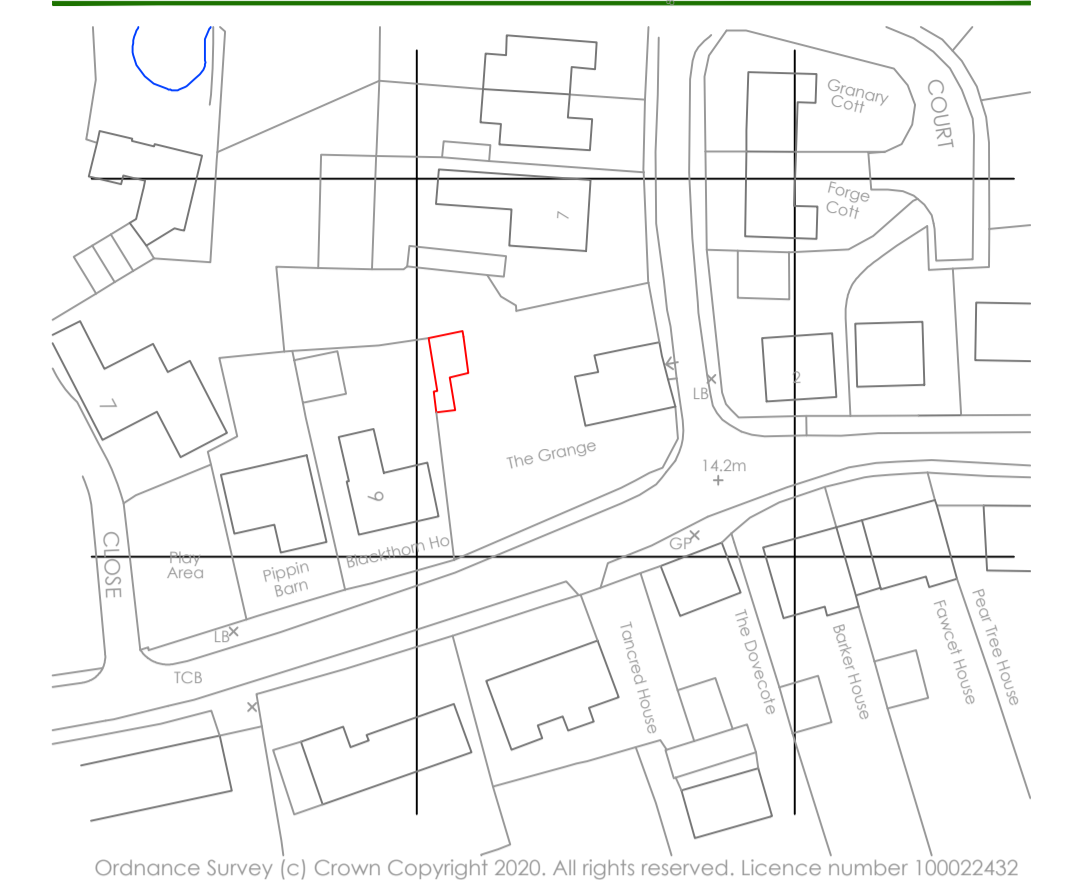 Granary
Cott
COURT
Forge
Cott
7
LB
2
7
The Grange
14.2m
6
GP
CLOSE
Play
Area
Pippin
Barn
Blackthorn Ho
LB
TCB
Tancred House
The Dovecote
Barker House
Fawcet House
Pear Tree House
Ordnance Survey (c) Crown Copyright 2020. All rights reserved. Licence number 100022432